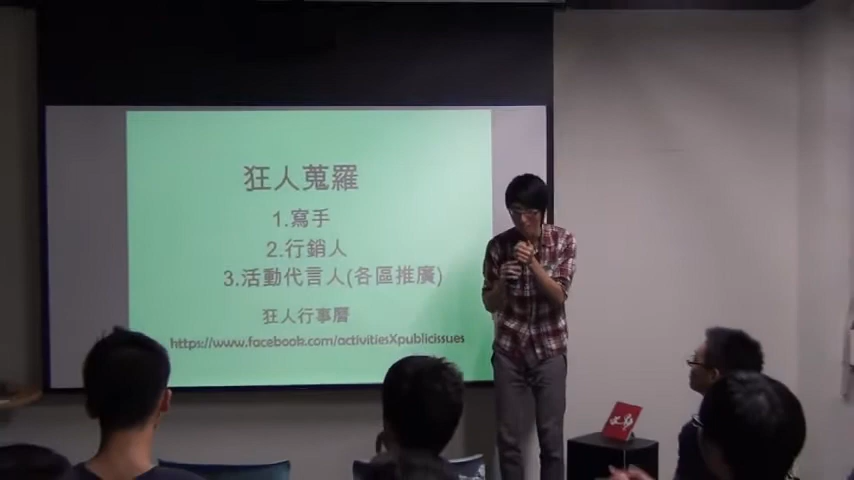 狂人蒐羅
1.寫手
2.行銷人
3.活動代言人(各區推廣)
狂人行事曆
https://www.facebook.com/activitiesXpublicissues